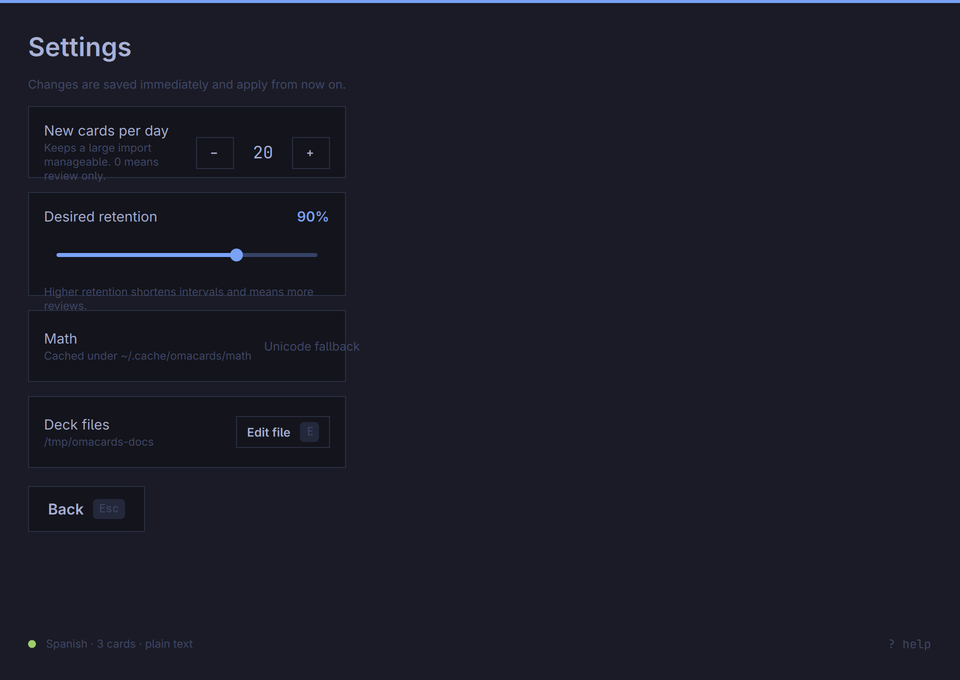 Settings
Changes are saved immediately and apply from now on.
New cards per day
Keeps a large import
manageable. 0 means
review only.
− 20 +
Desired retention 90%
Higher retention shortens intervals and means more
reviews.
Math
Cached under ~/.cache/omacards/math
Unicode fallback
Deck files
/tmp/omacards-docs
Edit file E
Back Esc
Spanish · 3 cards · plain text
? help